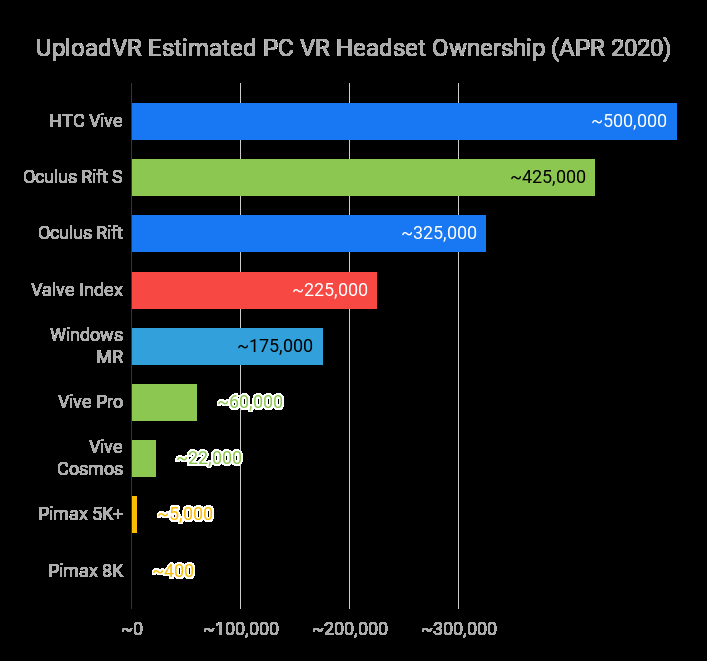 UploadVR Estimated PC VR Headset Ownership (APR 2020)
HTC Vive ~500,000
Oculus Rift S ~425,000
Oculus Rift ~325,000
Valve Index ~225,000
Windows
MR ~175,000
Vive Pro ~60,000
Vive
Cosmos ~22,000
Pimax 5K+ ~5,000
Pimax 8K ~400
~0 ~100,000 ~200,000 ~300,000